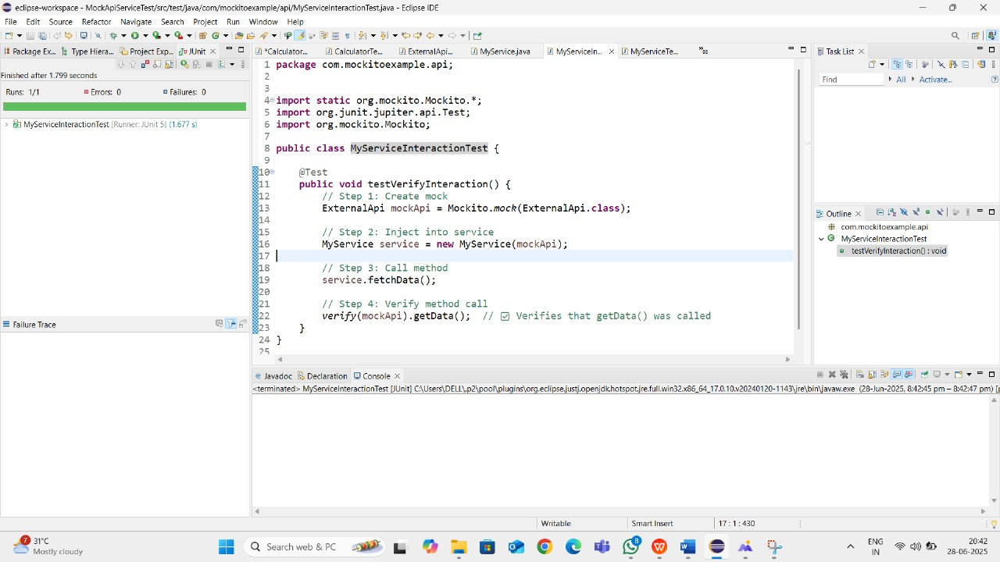 eclipse-workspace - MockApiServiceTest/src/test/java/com/mockitoexample/api/MyServiceInteractionTest.java - Eclipse IDE
File Edit Source Refactor Navigate Search Project Run Window Help
Package Ex... Type Hiera... Project Exp... JUnit
*Calculator... CalculatorTe... ExternalApi... MyService.java MyServiceIn... MyServiceTe...
Task List
Finished after 1.799 seconds
Runs: 1/1 Errors: 0 Failures: 0
MyServiceInteractionTest [Runner: JUnit 5] (1.677 s)
Failure Trace
1 package com.mockitoexample.api;
2
3
4 import static org.mockito.Mockito.*;
5 import org.junit.jupiter.api.Test;
6 import org.mockito.Mockito;
7
8 public class MyServiceInteractionTest {
9
10 @Test
11 public void testVerifyInteraction() {
12 // Step 1: Create mock
13 ExternalApi mockApi = Mockito.mock(ExternalApi.class);
14
15 // Step 2: Inject into service
16 MyService service = new MyService(mockApi);
17
18 // Step 3: Call method
19 service.fetchData();
20
21 // Step 4: Verify method call
22 verify(mockApi).getData(); // ☑ Verifies that getData() was called
23 }
24 }
25
Find All Activate...
Outline
com.mockitoexample.api
MyServiceInteractionTest
testVerifyInteraction() : void
Javadoc Declaration Console
<terminated> MyServiceInteractionTest [JUnit] C:\Users\DELL\.p2\pool\plugins\org.eclipse.justj.openjdk.hotspot.jre.full.win32.x86_64_17.0.10.v20240120-1143\jre\bin\javaw.exe (28-Jun-2025, 8:42:45 pm – 8:42:47 pm) [p
Writable Smart Insert 17 : 1 : 430
7
31°C
Mostly cloudy
Search web & PC
8
ENG
IN
20:42
28-06-2025